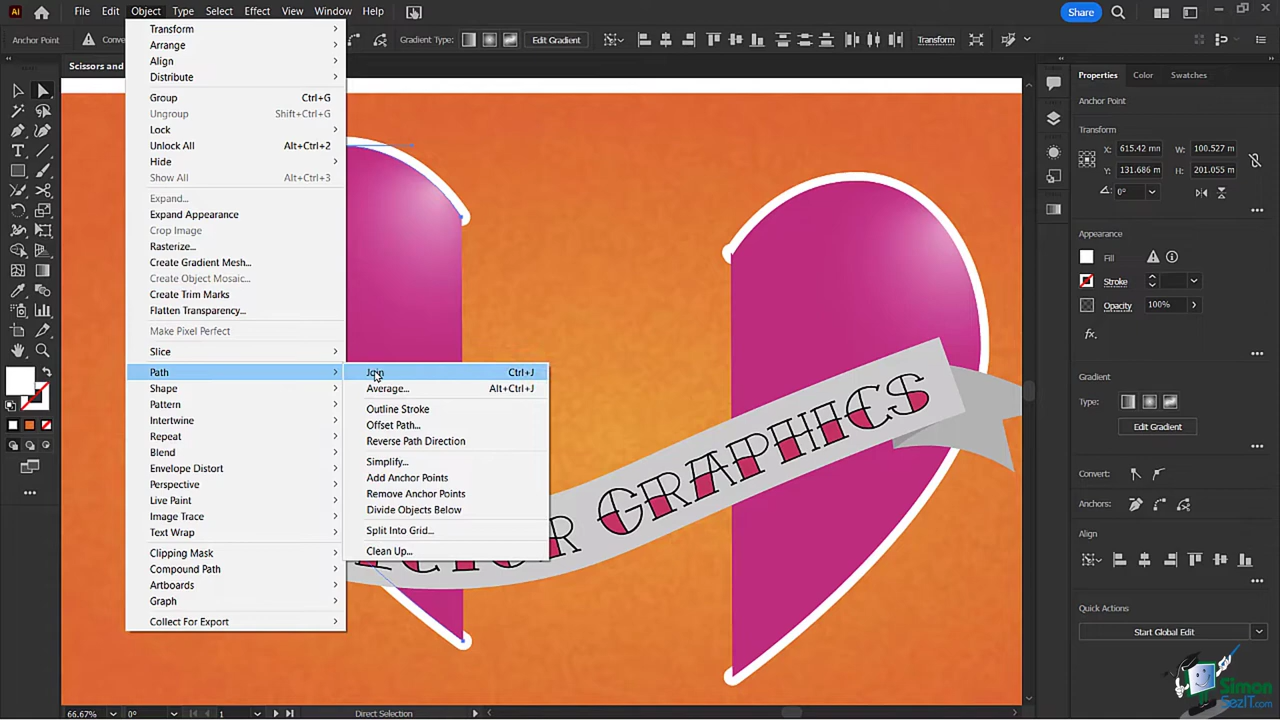 Ai File Edit Object Type Select Effect View Window Help Share
Anchor Point Conve Gradient Type: Edit Gradient Transform
Scissors and
Transform
Arrange
Align
Distribute
Group Ctrl+G
Ungroup Shift+Ctrl+G
Lock
Unlock All Alt+Ctrl+2
Hide
Show All Alt+Ctrl+3
Expand...
Expand Appearance
Crop Image
Rasterize...
Create Gradient Mesh...
Create Object Mosaic...
Create Trim Marks
Flatten Transparency...
Make Pixel Perfect
Slice
Path
Shape
Pattern
Intertwine
Repeat
Blend
Envelope Distort
Perspective
Live Paint
Image Trace
Text Wrap
Clipping Mask
Compound Path
Artboards
Graph
Collect For Export
Join Ctrl+J
Average... Alt+Ctrl+J
Outline Stroke
Offset Path...
Reverse Path Direction
Simplify...
Add Anchor Points
Remove Anchor Points
Divide Objects Below
Split Into Grid...
Clean Up...
GRAPHICS
Properties Color Swatches
Anchor Point
Transform
X: 615.42 mm W: 100.527 m
Y: 131.686 m H: 201.055 m
0°
Appearance
Fill
Stroke
Opacity 100%
fx.
Gradient
Type:
Edit Gradient
Convert:
Anchors:
Align
Quick Actions
Start Global Edit
Simon
SezIT.com
66.67% 0° 1 Direct Selection